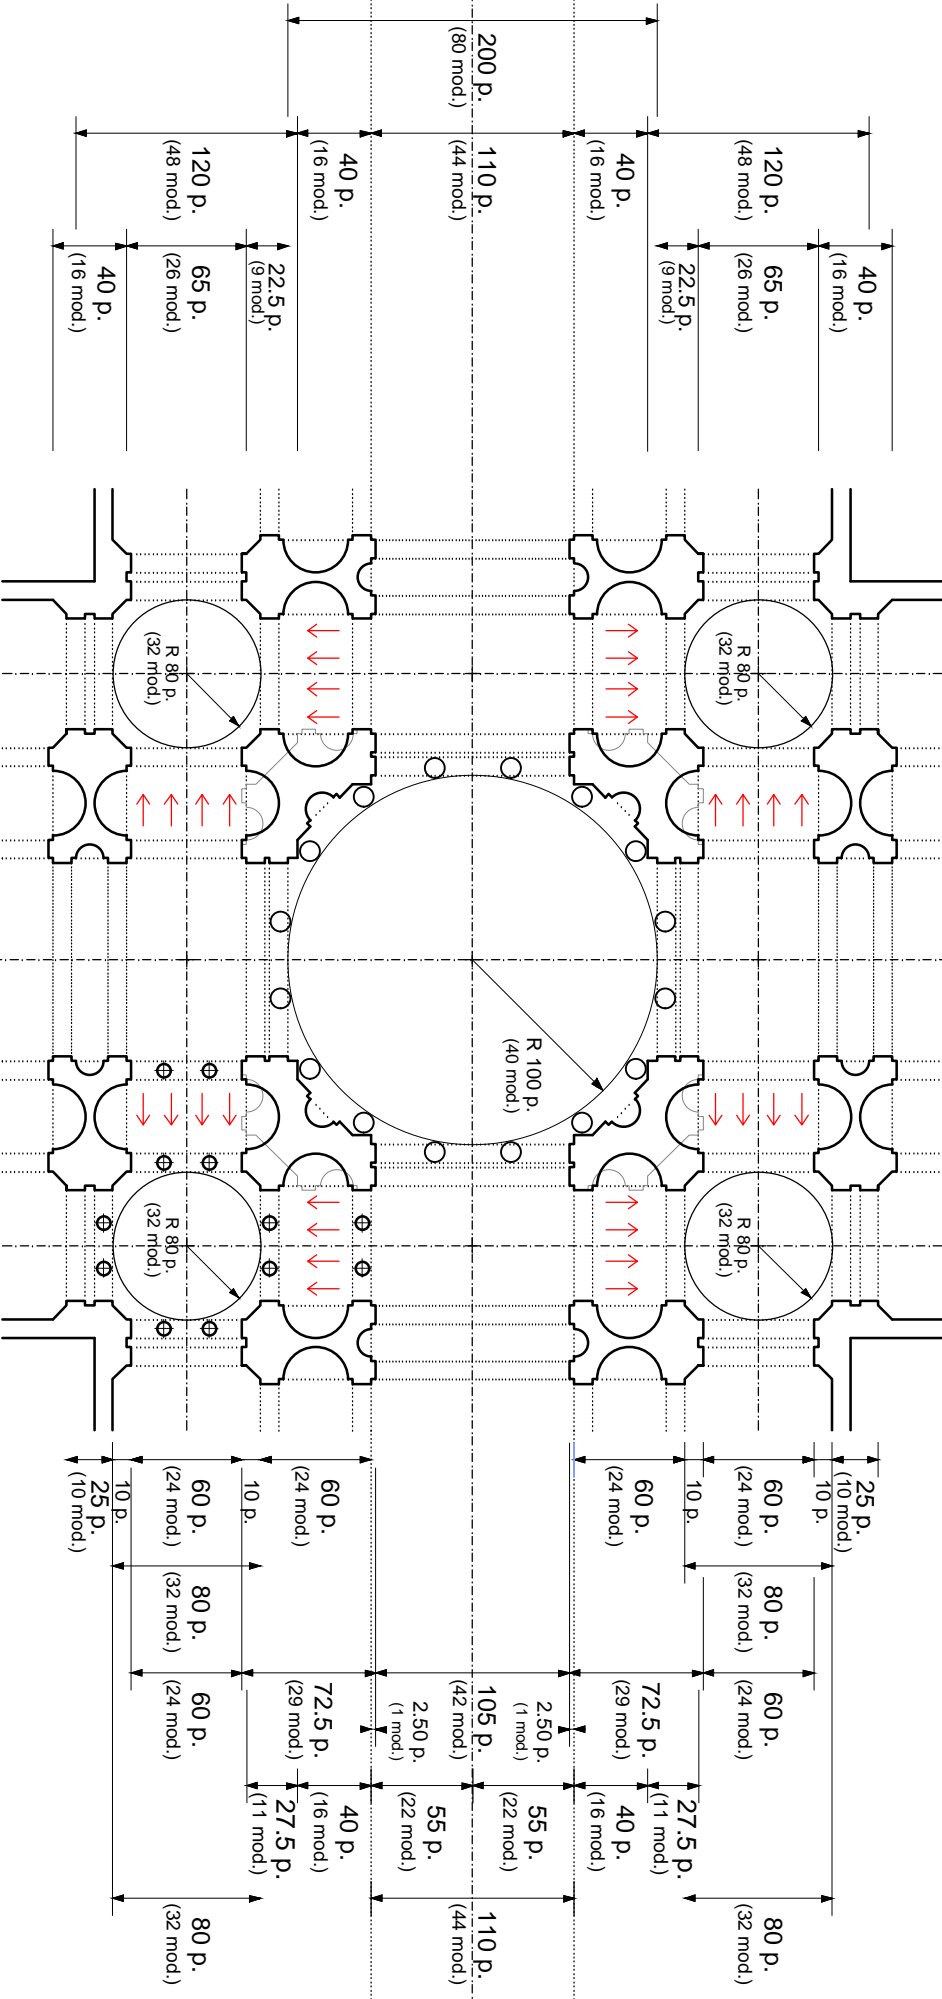 200 p.
(80 mod.)
120 p.
(48 mod.)
40 p.
(16 mod.)
110 p.
(44 mod.)
40 p.
(16 mod.)
120 p.
(48 mod.)
40 p.
(16 mod.)
65 p.
(26 mod.)
22.5 p.
(9 mod.)
22.5 p.
(9 mod.)
65 p.
(26 mod.)
40 p.
(16 mod.)
R 80 p.
(32 mod.)
R 80 p.
(32 mod.)
R 100 p.
(40 mod.)
R 80 p.
(32 mod.)
R 80 p.
(32 mod.)
25 p.
(10 mod.)
10 p.
60 p.
(24 mod.)
10 p.
60 p.
(24 mod.)
60 p.
(24 mod.)
10 p.
60 p.
(24 mod.)
10 p.
25 p.
(10 mod.)
80 p.
(32 mod.)
80 p.
(32 mod.)
60 p.
(24 mod.)
72.5 p.
(29 mod.)
105 p.
(42 mod.)
72.5 p.
(29 mod.)
60 p.
(24 mod.)
2.50 p.
(1 mod.)
2.50 p.
(1 mod.)
27.5 p.
(11 mod.)
40 p.
(16 mod.)
55 p.
(22 mod.)
55 p.
(22 mod.)
40 p.
(16 mod.)
27.5 p.
(11 mod.)
80 p.
(32 mod.)
110 p.
(44 mod.)
80 p.
(32 mod.)